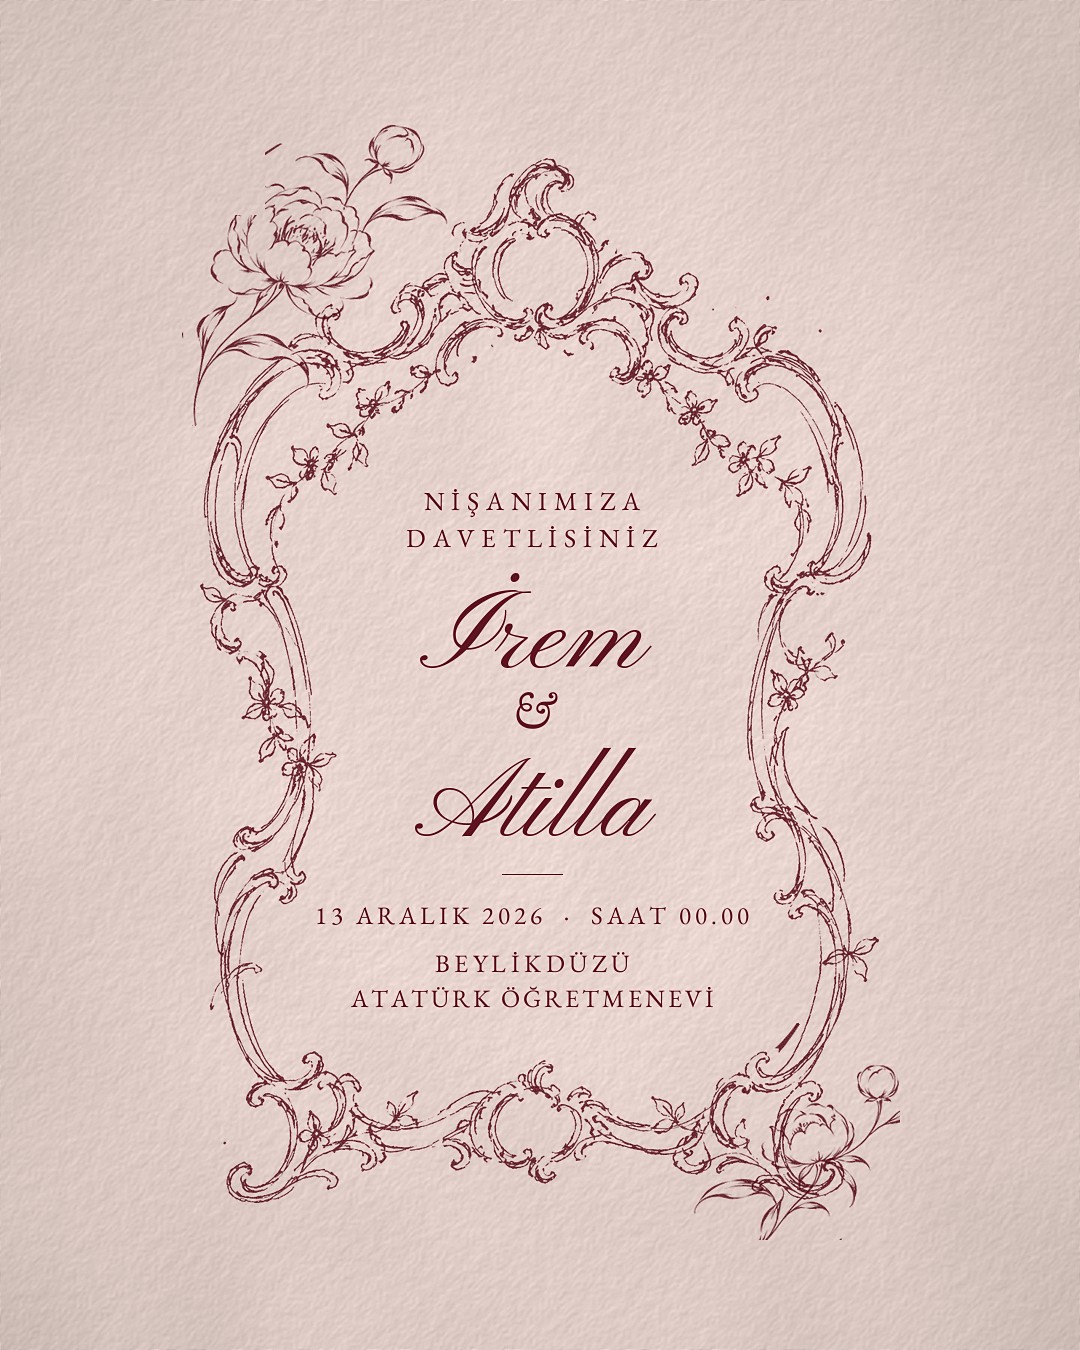 NİŞANIMIZA
DAVETLİSİNİZ
İrem
&
Atilla
13 ARALIK 2026 · SAAT 00.00
BEYLİKDÜZÜ
ATATÜRK ÖĞRETMENEVİ